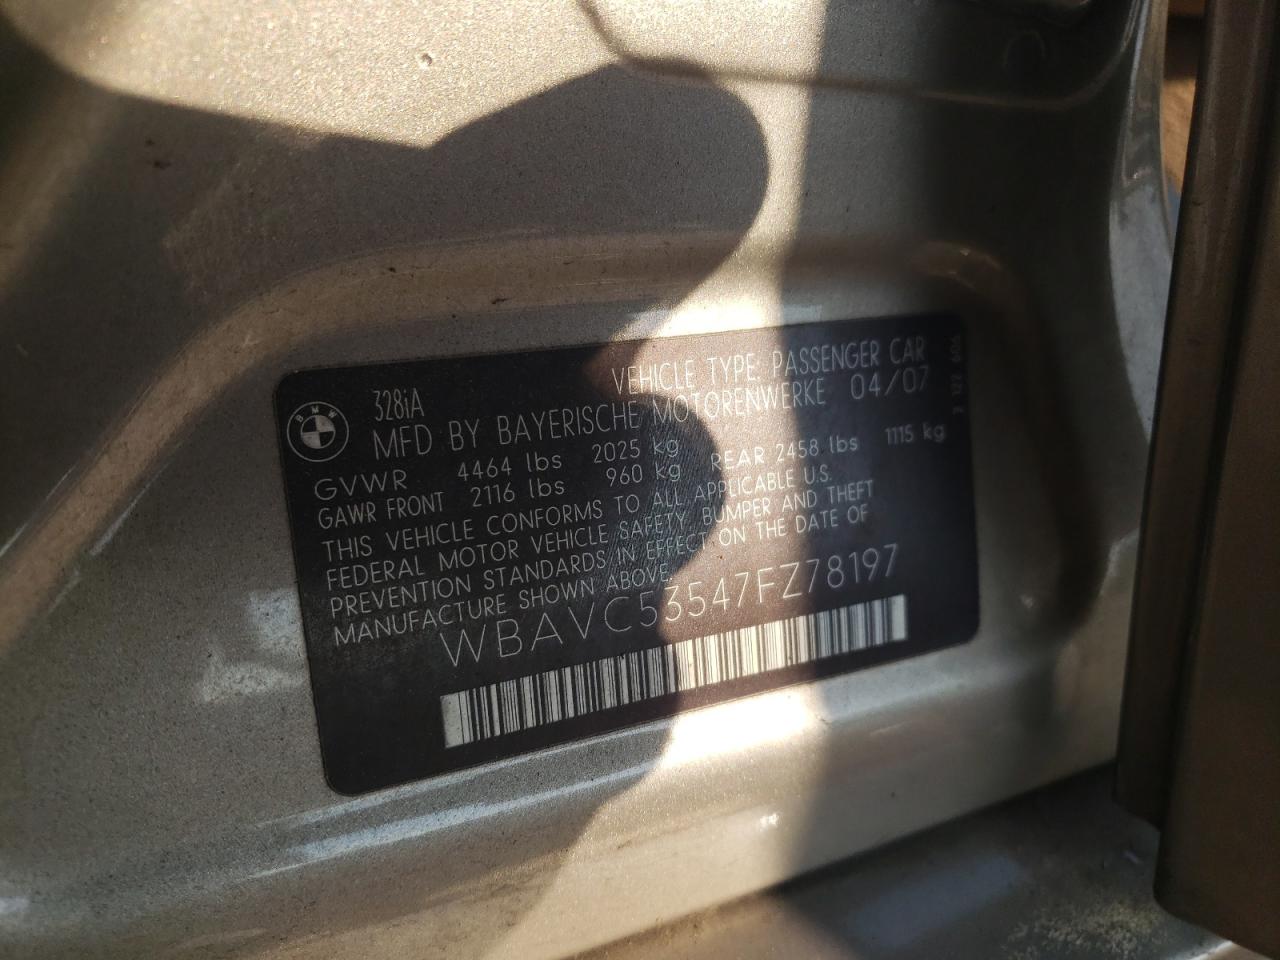 BMW
328iA
VEHICLE TYPE: PASSENGER CAR
MFD BY BAYERISCHE MOTORENWERKE 04/07
GVWR 4464 lbs 2025 kg
GAWR FRONT 2116 lbs 960 kg REAR 2458 lbs 1115 kg
THIS VEHICLE CONFORMS TO ALL APPLICABLE U.S.
FEDERAL MOTOR VEHICLE SAFETY, BUMPER AND THEFT
PREVENTION STANDARDS IN EFFECT ON THE DATE OF
MANUFACTURE SHOWN ABOVE.
WBAVC53547FZ78197